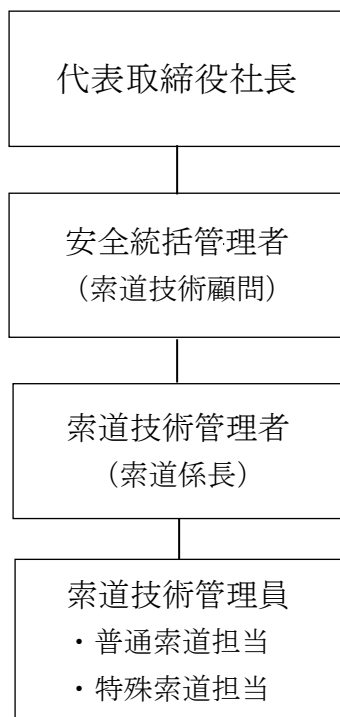 代表取締役社長
安全統括管理者
（索道技術顧問）
索道技術管理者
（索道係長）
索道技術管理員
・普通索道担当
・特殊索道担当